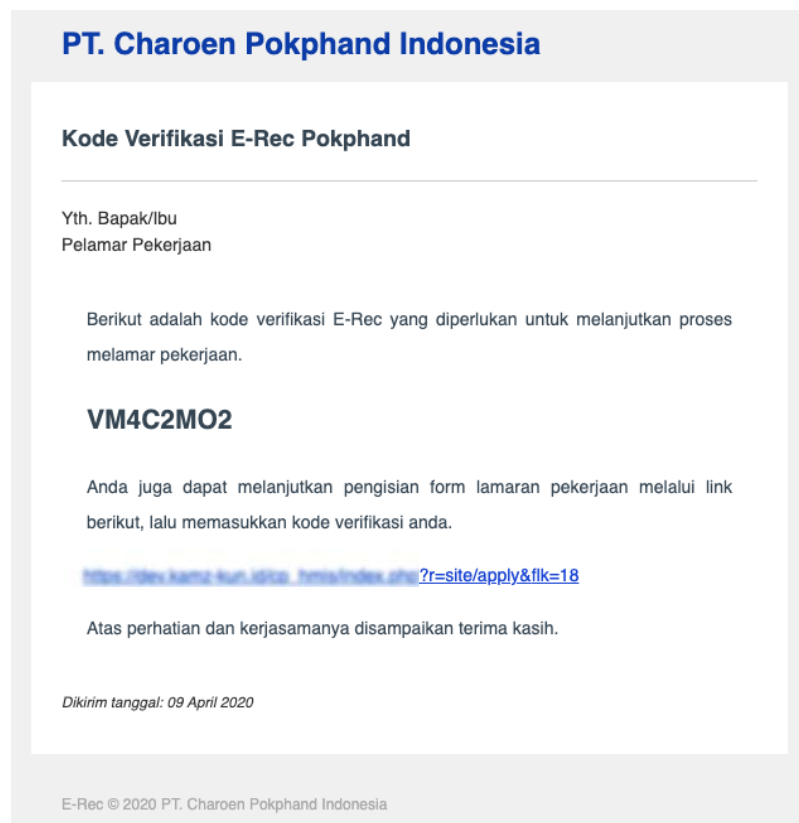 PT. Charoen Pokphand Indonesia
Kode Verifikasi E-Rec Pokphand
Yth. Bapak/Ibu
Pelamar Pekerjaan
Berikut adalah kode verifikasi E-Rec yang diperlukan untuk melanjutkan proses
melamar pekerjaan.
VM4C2MO2
Anda juga dapat melanjutkan pengisian form lamaran pekerjaan melalui link
berikut, lalu memasukkan kode verifikasi anda.
?r=site/apply&flk=18
Atas perhatian dan kerjasamanya disampaikan terima kasih.
Dikirim tanggal: 09 April 2020
E-Rec © 2020 PT. Charoen Pokphand Indonesia